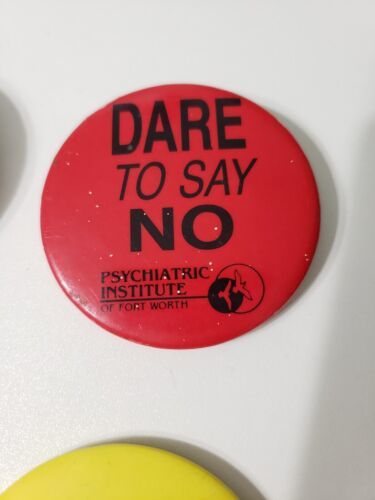 DARE
TO SAY
NO
PSYCHIATRIC
INSTITUTE
OF FORT WORTH